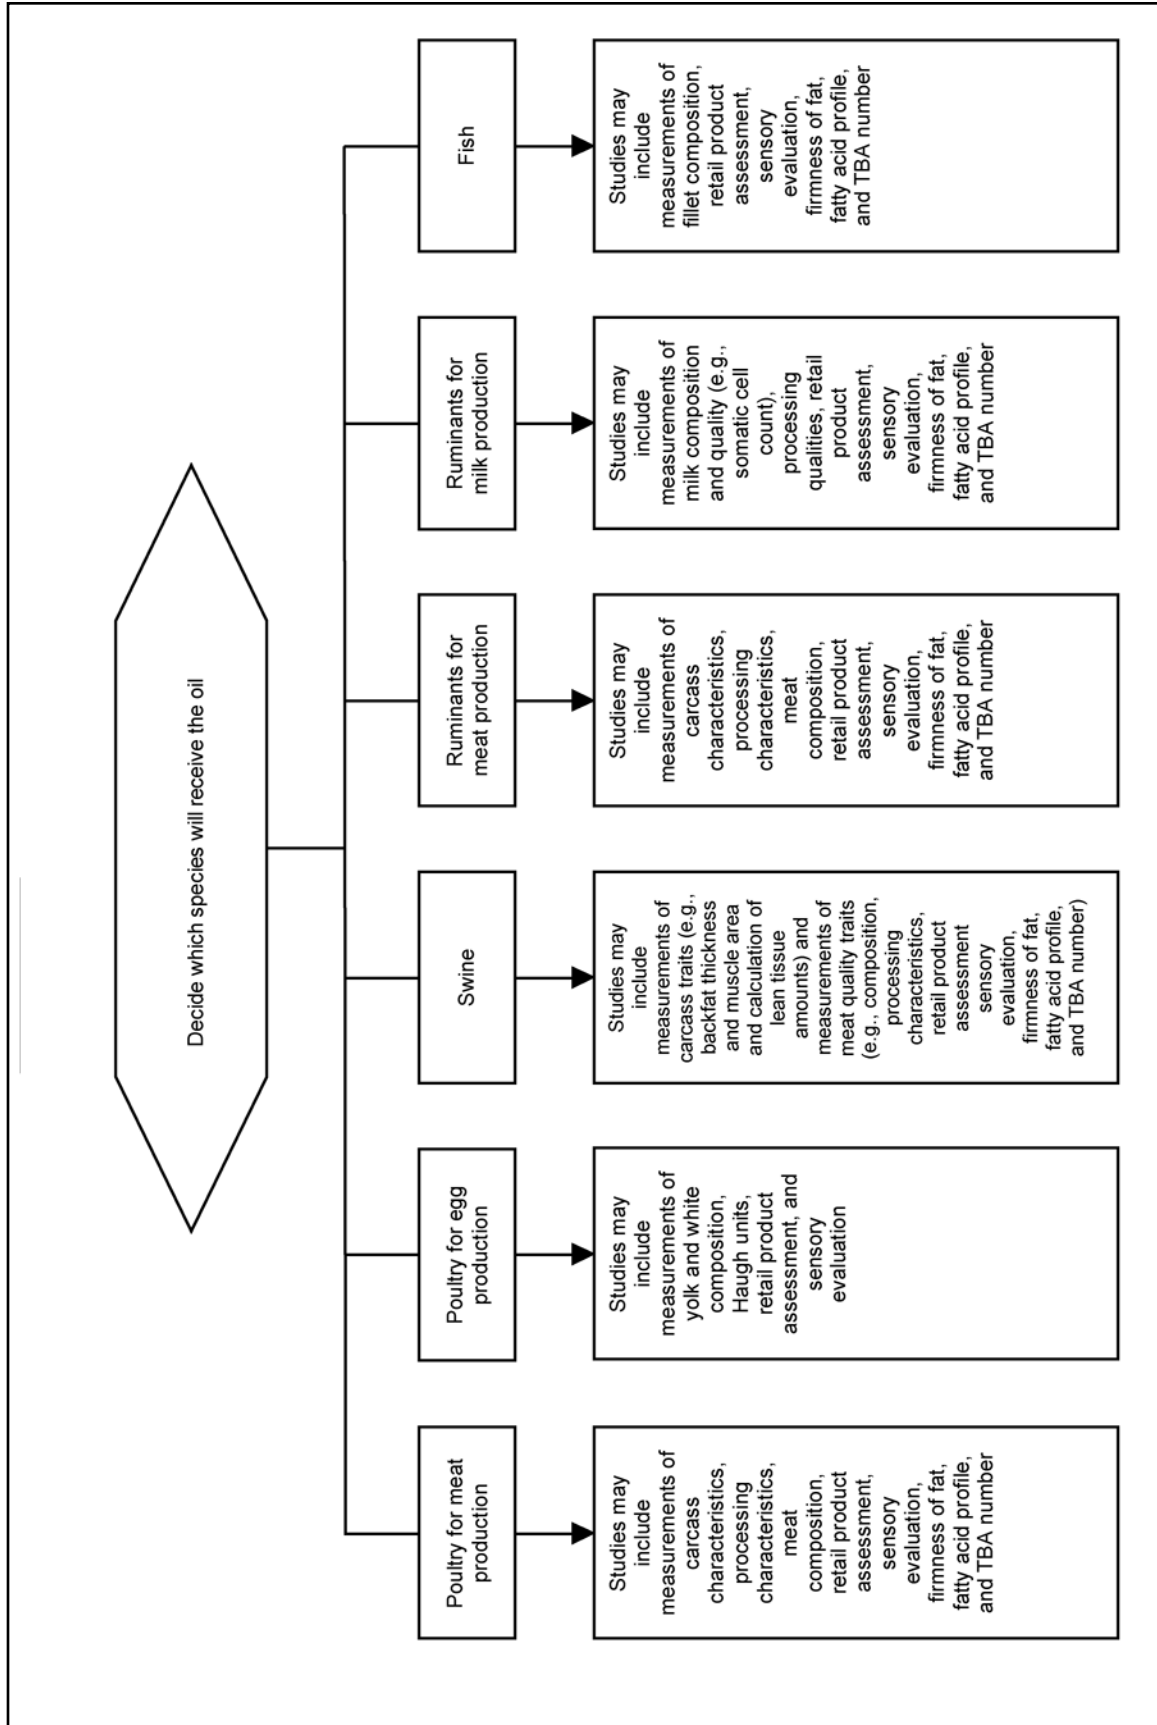 Decide which species will receive the oil
Poultry for meat
production
Poultry for egg
production
Swine
Ruminants for
meat production
Ruminants for
milk production
Fish
Studies may
include
measurements of
carcass
characteristics,
processing
characteristics,
meat
composition,
retail product
assessment,
sensory
evaluation,
firmness of fat,
fatty acid profile,
and TBA number
Studies may
include
measurements of
yolk and white
composition,
Haugh units,
retail product
assessment, and
sensory
evaluation
Studies may
include
measurements of
carcass traits (e.g.,
backfat thickness
and muscle area
and calculation of
lean tissue
amounts) and
measurements of
meat quality traits
(e.g., composition,
processing
characteristics,
retail product
assessment
sensory
evaluation,
firmness of fat,
fatty acid profile,
and TBA number)
Studies may
include
measurements of
carcass
characteristics,
processing
characteristics,
meat
composition,
retail product
assessment,
sensory
evaluation,
firmness of fat,
fatty acid profile,
and TBA number
Studies may
include
measurements of
milk composition
and quality (e.g.,
somatic cell
count),
processing
qualities, retail
product
assessment,
sensory
evaluation,
firmness of fat,
fatty acid profile,
and TBA number
Studies may
include
measurements of
fillet composition,
retail product
assessment,
sensory
evaluation,
firmness of fat,
fatty acid profile,
and TBA number